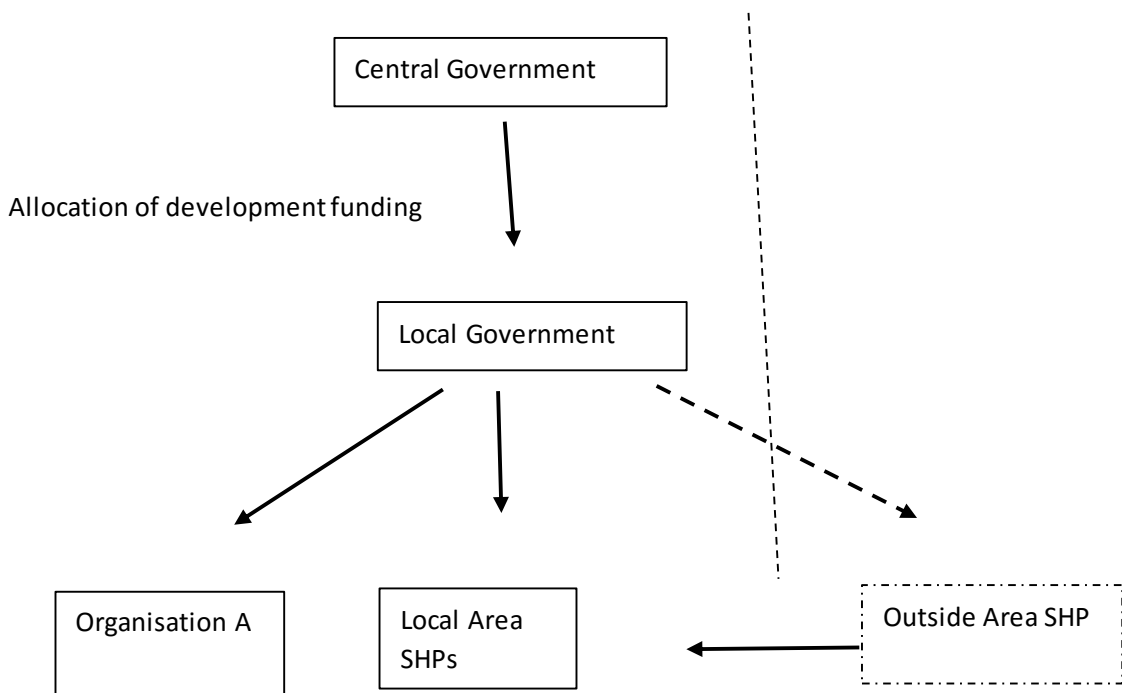 Central Government
Allocation of development funding
Local Government
Organisation A
Local Area
SHPs
Outside Area SHP